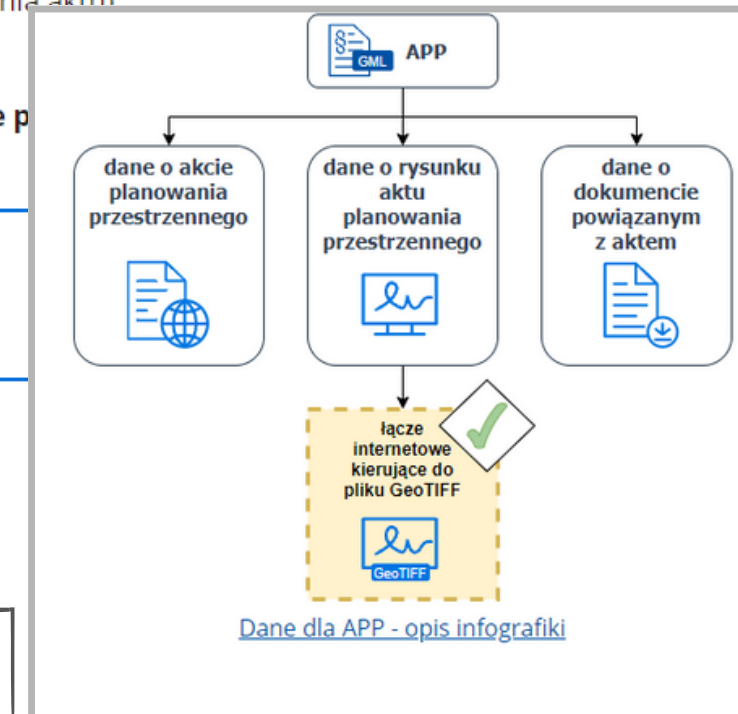 GML
APP
dane o akcie
planowania
przestrzennego
dane o rysunku
aktu
planowania
przestrzennego
dane o
dokumencie
powiązanym
z aktem
łącze
internetowe
kierujące do
pliku GeoTIFF
GeoTIFF
Dane dla APP - opis infografiki